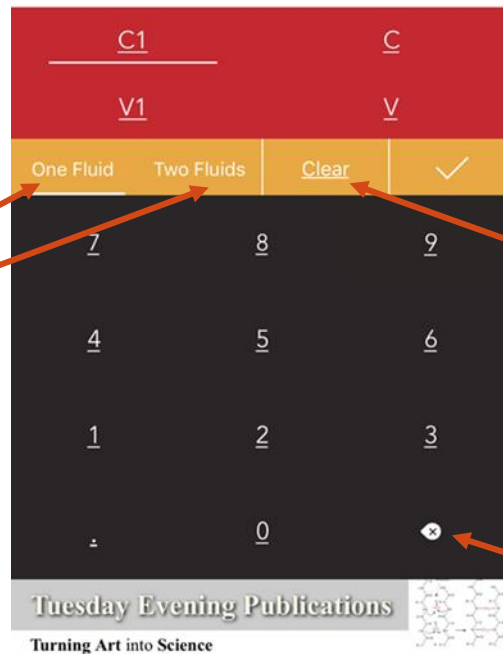 C1 C
V1 V
One Fluid Two Fluids Clear
7 8 9
4 5 6
1 2 3
. 0
Tuesday Evening Publications
Turning Art into Science